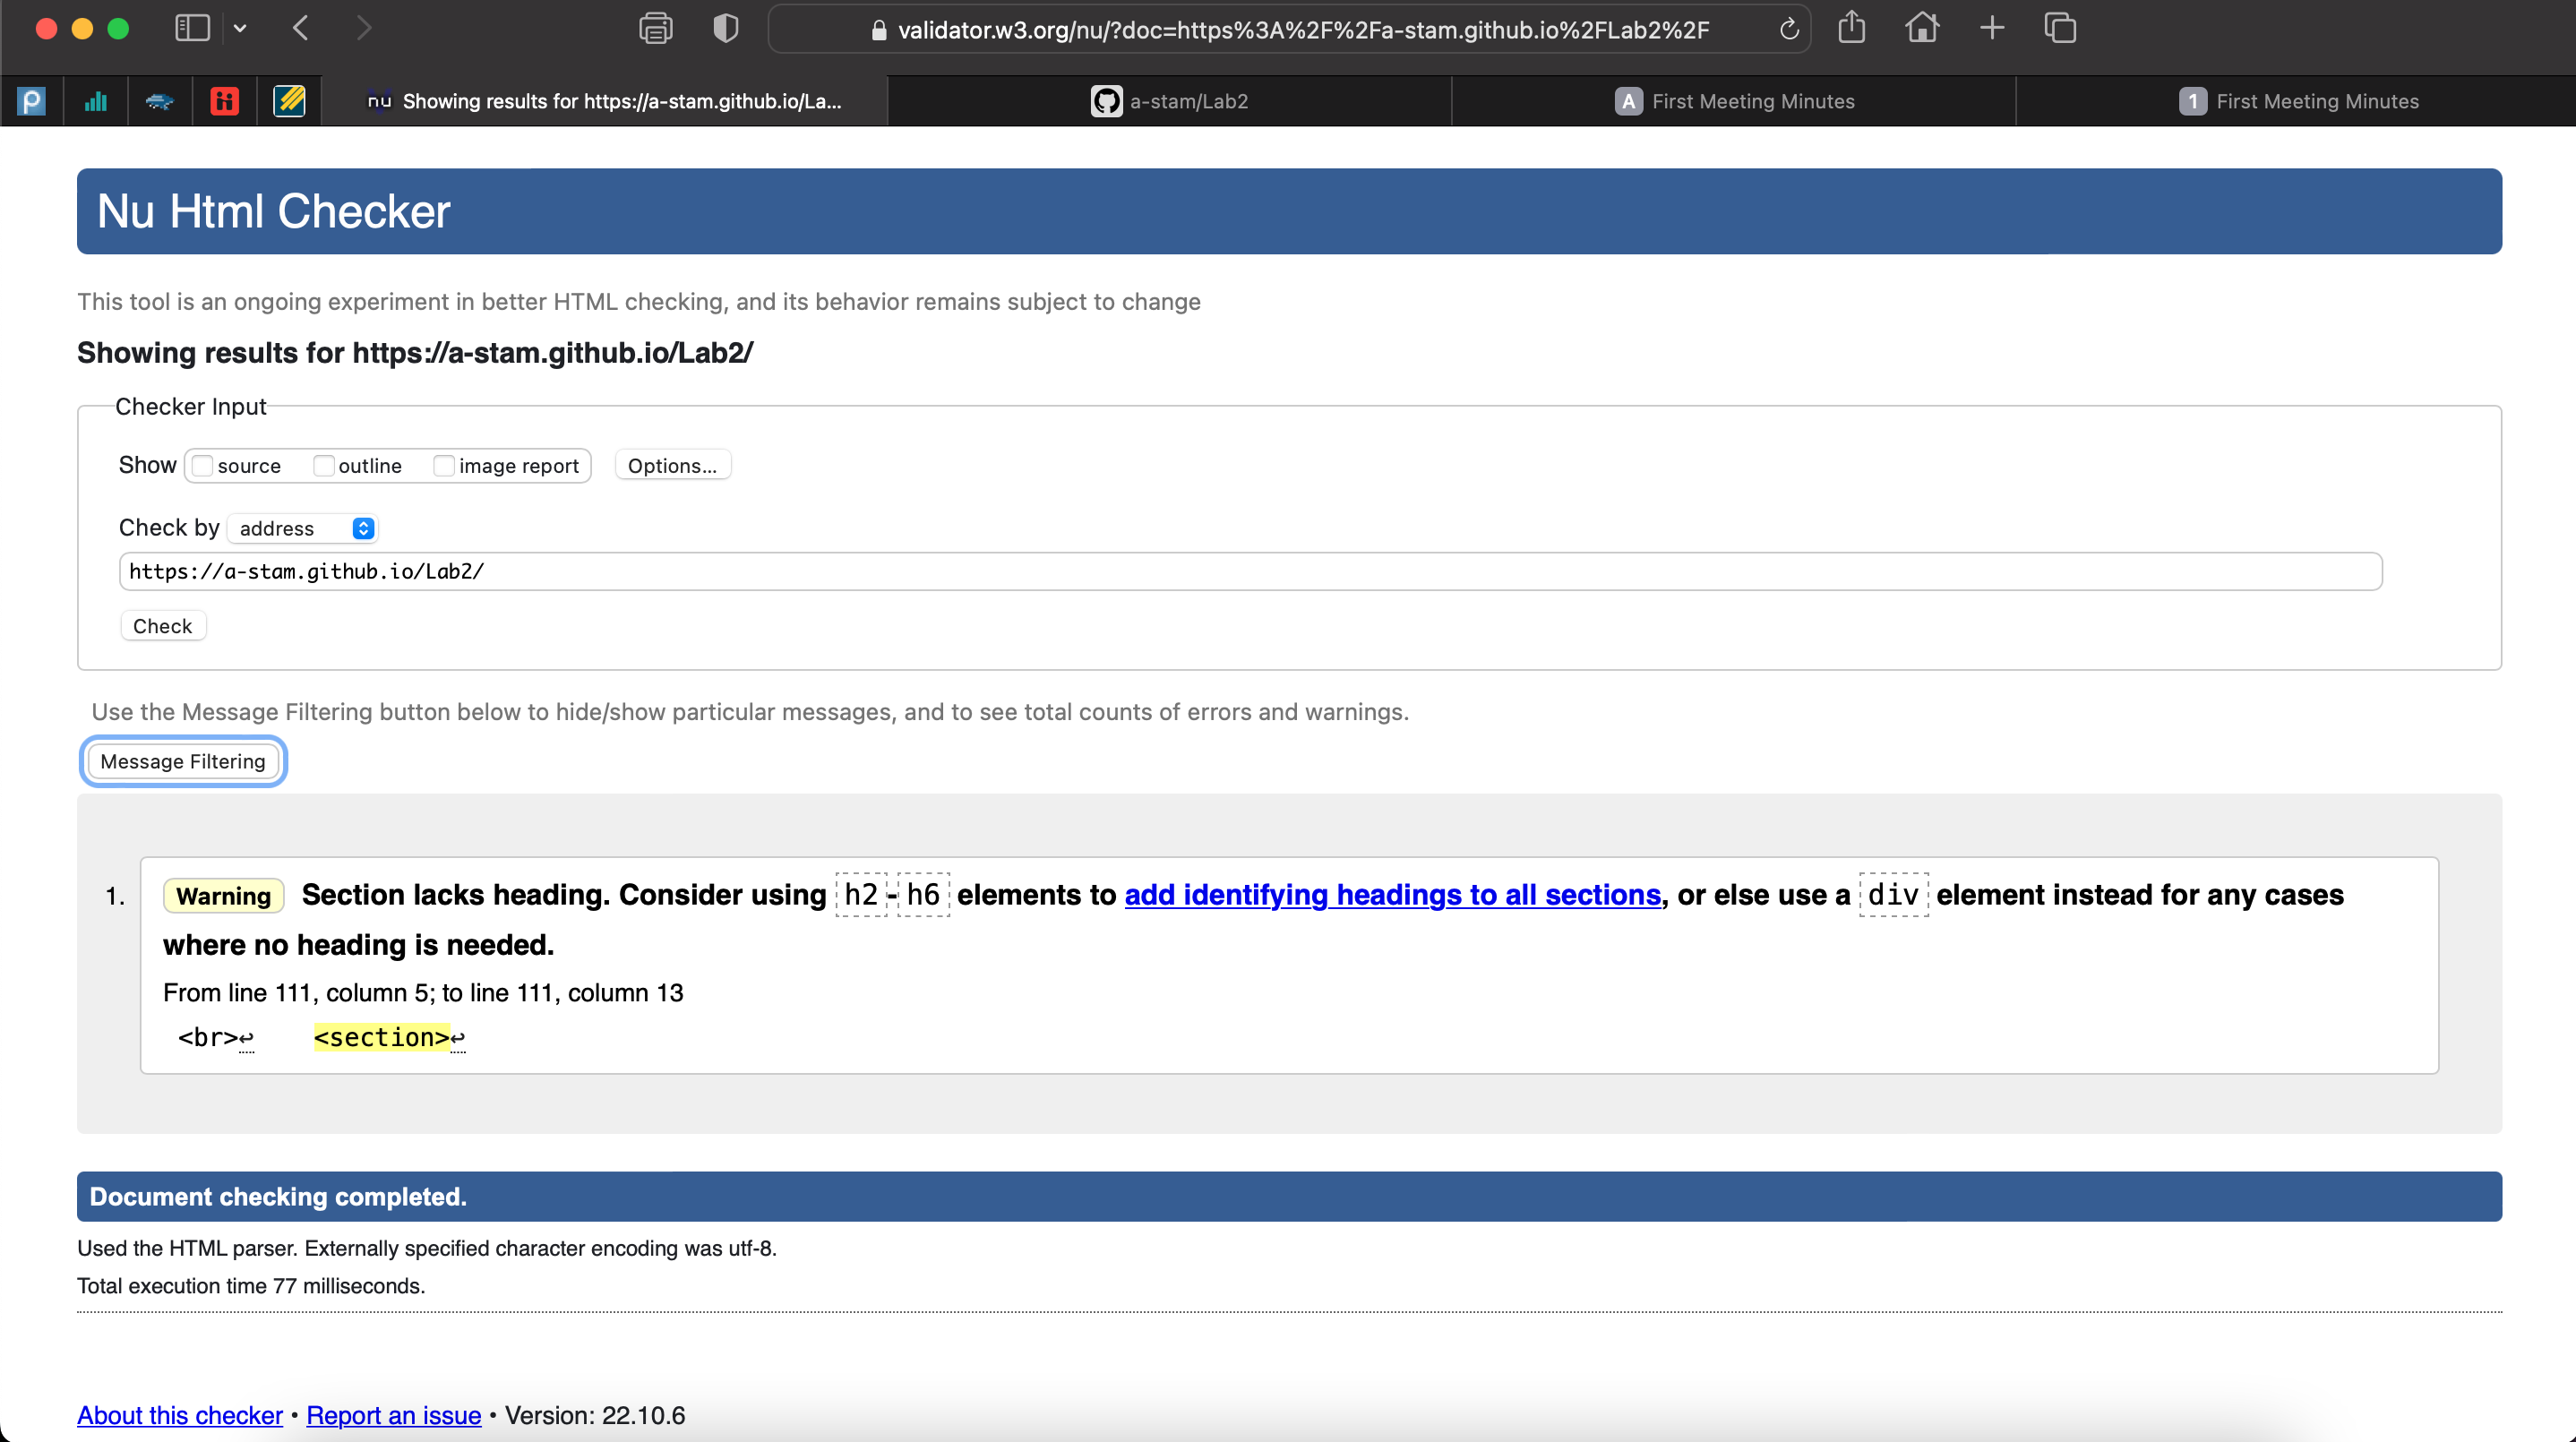 validator.w3.org/nu/?doc=https%3A%2F%2Fa-stam.github.io%2FLab2%2F
nu Showing results for https://a-stam.github.io/La...
a-stam/Lab2
A First Meeting Minutes
1 First Meeting Minutes
Nu Html Checker
This tool is an ongoing experiment in better HTML checking, and its behavior remains subject to change
Showing results for https://a-stam.github.io/Lab2/
Checker Input
Show source outline image report Options...
Check by address
https://a-stam.github.io/Lab2/
Check
Use the Message Filtering button below to hide/show particular messages, and to see total counts of errors and warnings.
Message Filtering
1. Warning Section lacks heading. Consider using h2-h6 elements to add identifying headings to all sections, or else use a div element instead for any cases
where no heading is needed.
From line 111, column 5; to line 111, column 13
<br>↩ <section>↩
Document checking completed.
Used the HTML parser. Externally specified character encoding was utf-8.
Total execution time 77 milliseconds.
About this checker • Report an issue • Version: 22.10.6